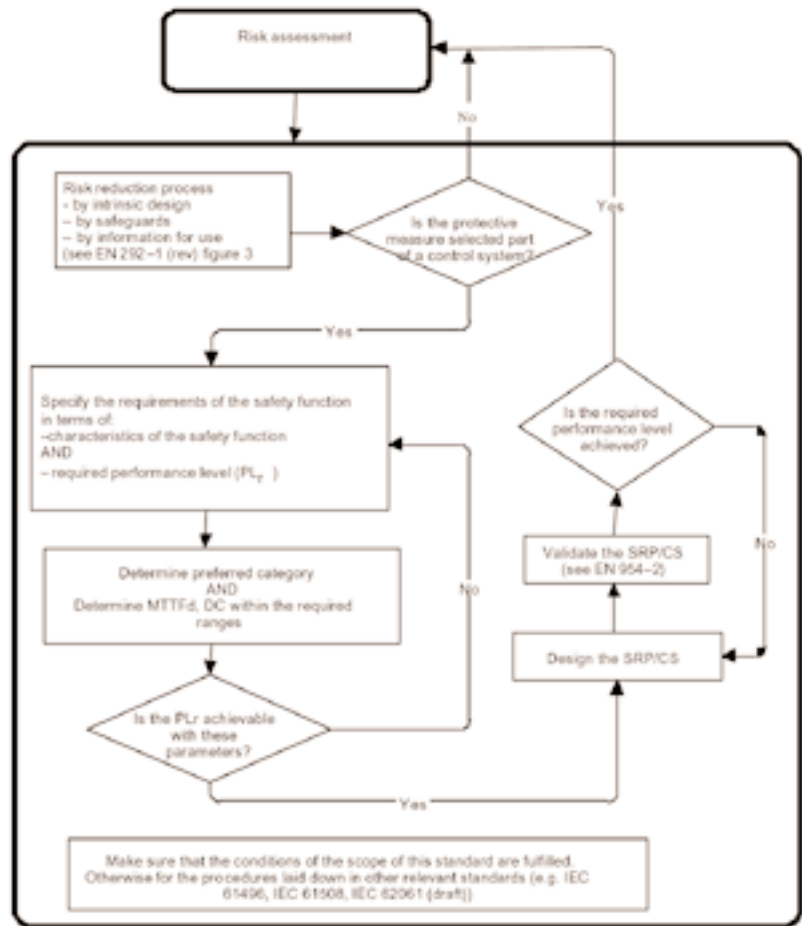 Risk assessment
No
Risk reduction process
- by intrinsic design
– by safeguards
– by information for use
(see EN 292–1 (rev) figure 3
Is the protective
measure selected part
of a control system?
Yes
Yes
Specify the requirements of the safety function
in terms of:
-characteristics of the safety function
AND
– required performance level (PLr )
Is the required
performance level
achieved?
No
Determine preferred category
AND
Determine MTTFd, DC within the required
ranges
No
Validate the SRP/CS
(see EN 954–2)
Design the SRP/CS
Is the PLr achievable
with these
parameters?
Yes
Make sure that the conditions of the scope of this standard are fulfilled.
Otherwise for the procedures laid down in other relevant standards (e.g. IEC
61496, IEC 61508, IEC 62061 (draft))